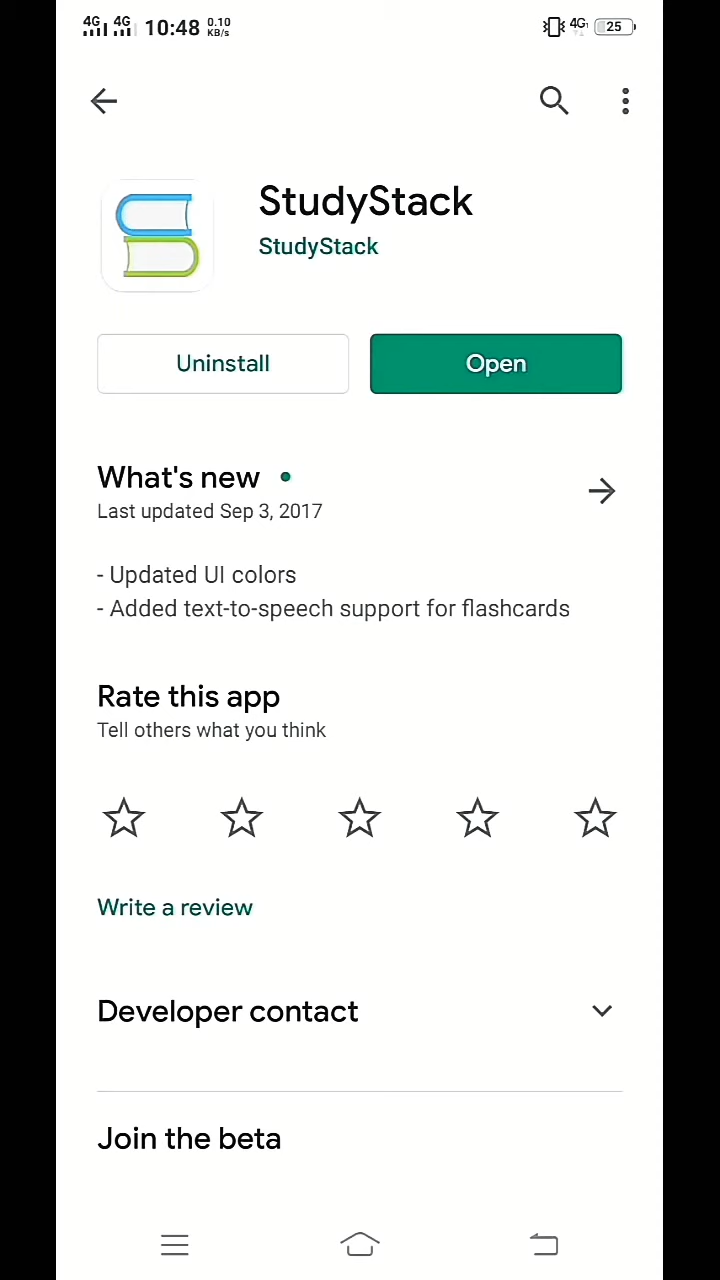 4G 4G 10:48 0.10 KB/s 4G 25
StudyStack
StudyStack
Uninstall Open
What's new
Last updated Sep 3, 2017
- Updated UI colors
- Added text-to-speech support for flashcards
Rate this app
Tell others what you think
Write a review
Developer contact
Join the beta